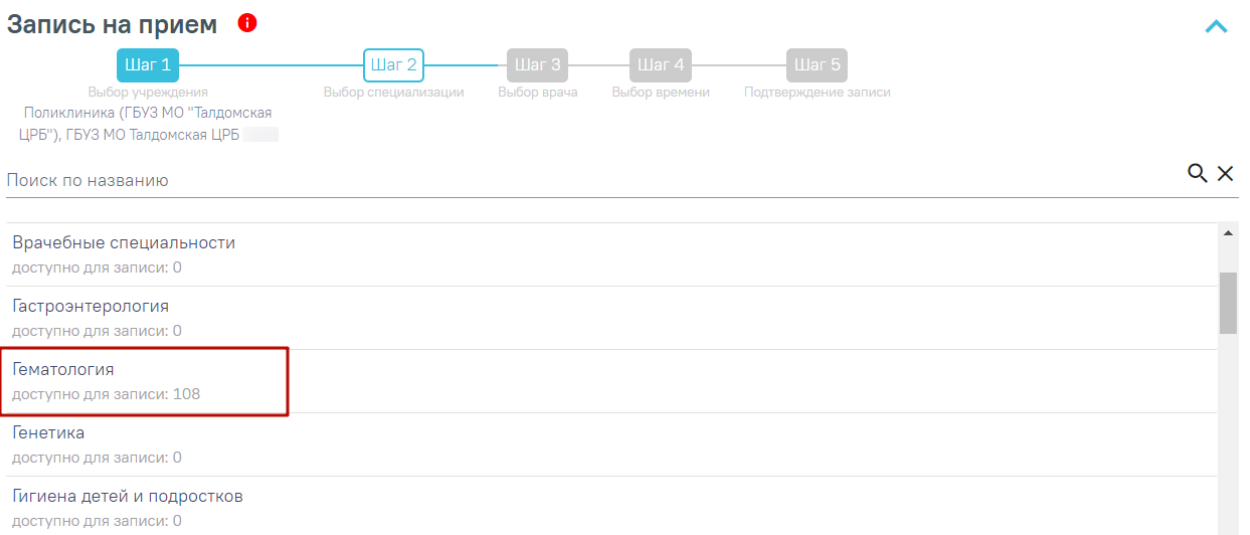 Запись на прием
Шаг 1
Шаг 2
Шаг 3
Шаг 4
Шаг 5
Выбор учреждения
Выбор специализации
Выбор врача
Выбор времени
Подтверждение записи
Поликлиника (ГБУЗ МО "Талдомская
ЦРБ"), ГБУЗ МО Талдомская ЦРБ
Поиск по названию
Врачебные специальности
доступно для записи: 0
Гастроэнтерология
доступно для записи: 0
Гематология
доступно для записи: 108
Генетика
доступно для записи: 0
Гигиена детей и подростков
доступно для записи: 0